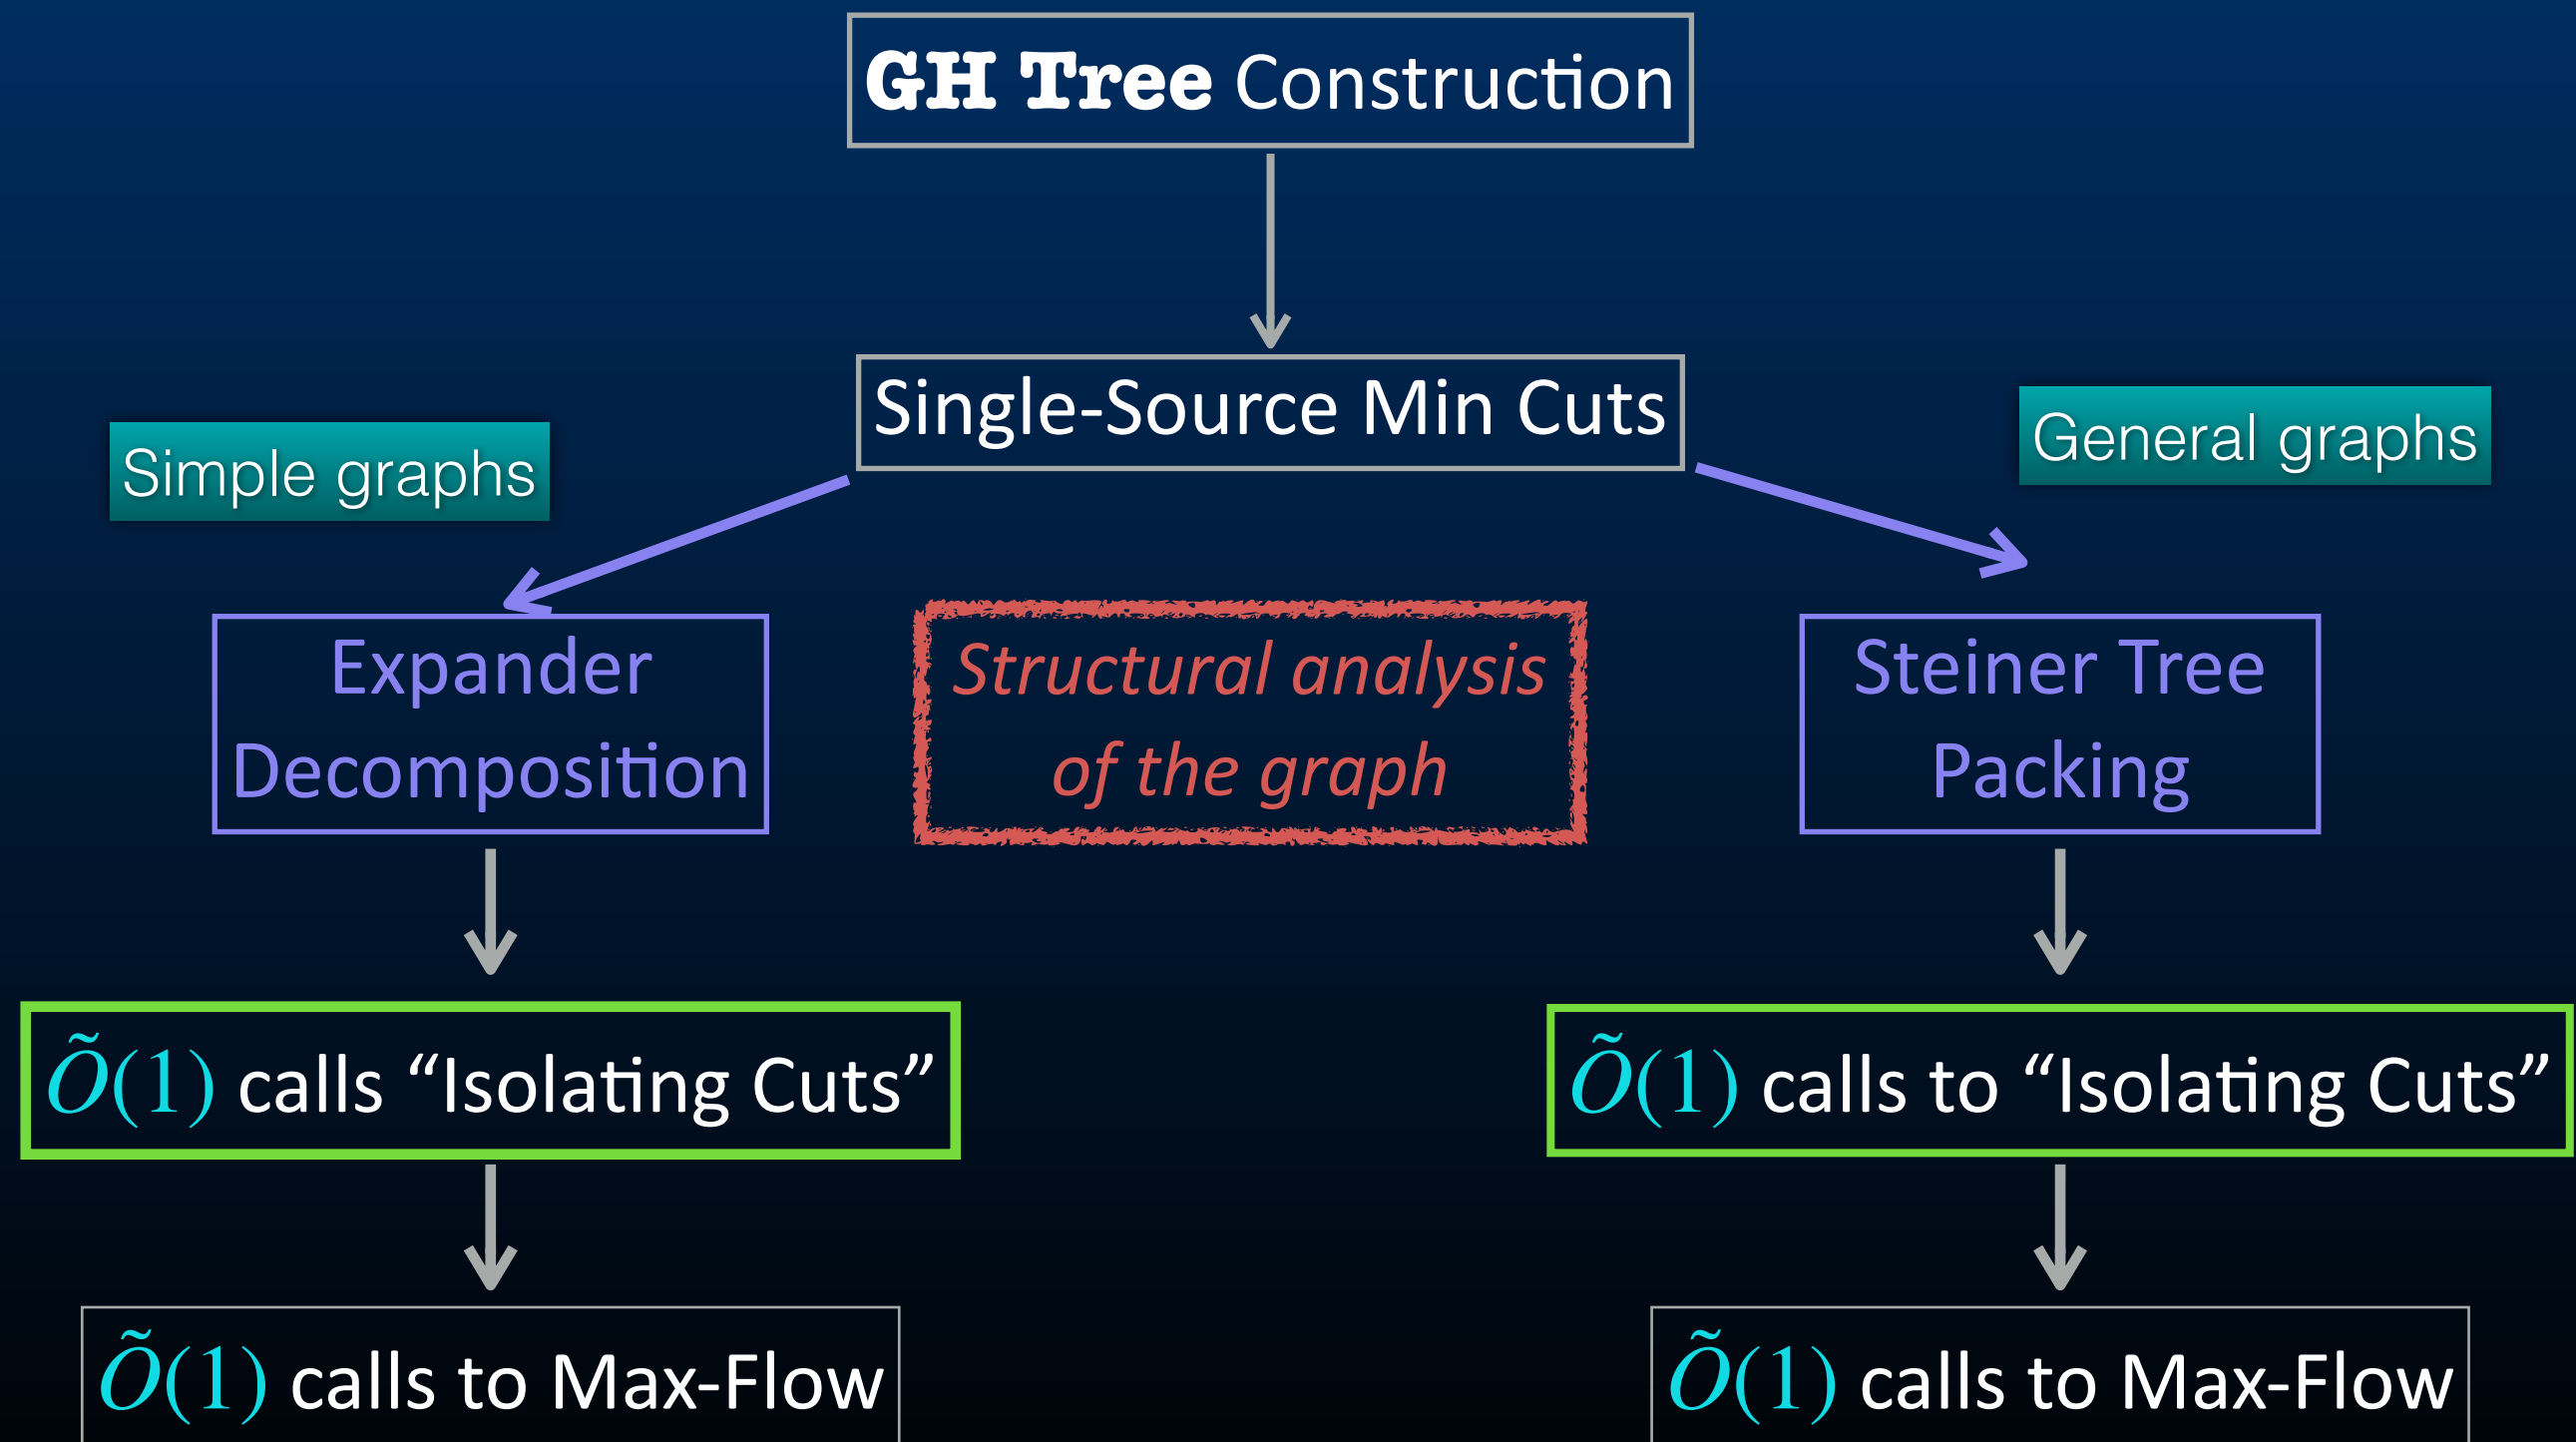 GH Tree Construction
Single-Source Min Cuts
Simple graphs
General graphs
Expander
Decomposition
Structural analysis
of the graph
Steiner Tree
Packing
Õ(1) calls “Isolating Cuts”
Õ(1) calls to “Isolating Cuts”
Õ(1) calls to Max-Flow
Õ(1) calls to Max-Flow